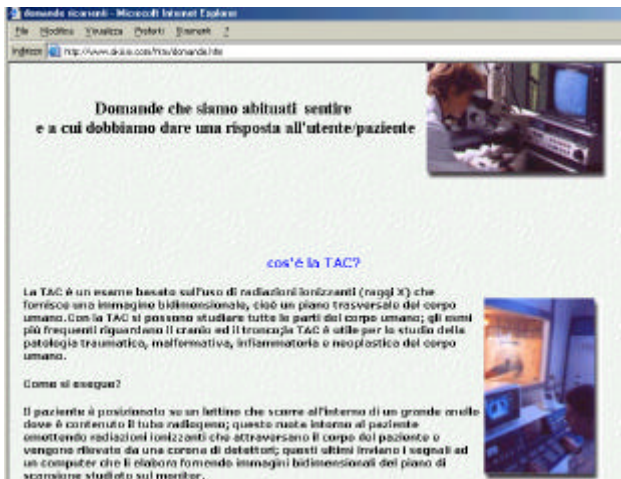 domande ricorrenti - Microsoft Internet Explorer
File Modifica Visualizza Preferiti Strumenti ?
Indirizzo
Domande che siamo abituati sentire
e a cui dobbiamo dare una risposta all'utente/paziente
cos'è la TAC?
La TAC è un esame basato sull'uso di radiazioni ionizzanti (raggi X) che
fornisce una immagine bidimensionale, cioè un piano trasversale del corpo
umano.Con la TAC si possono studiare tutte le parti del corpo umano; gli esami
più frequenti riguardano il cranio ed il tronco;la TAC è utile per lo studio della
patologia traumatica, malformativa, infiammatoria e neoplastica del corpo
umano.
Come si esegue?
Il paziente è posizionato su un lettino che scorre all'interno di un grande anello
dove è contenuto il tubo radiogeno; questo ruota intorno al paziente
emettendo radiazioni ionizzanti che attraversano il corpo del paziente e
vengono rilevate da una corona di detettori; questi ultimi inviano i segnali ad
un computer che li elabora fornendo immagini bidimensionali del piano di
scansione studiato sul monitor.